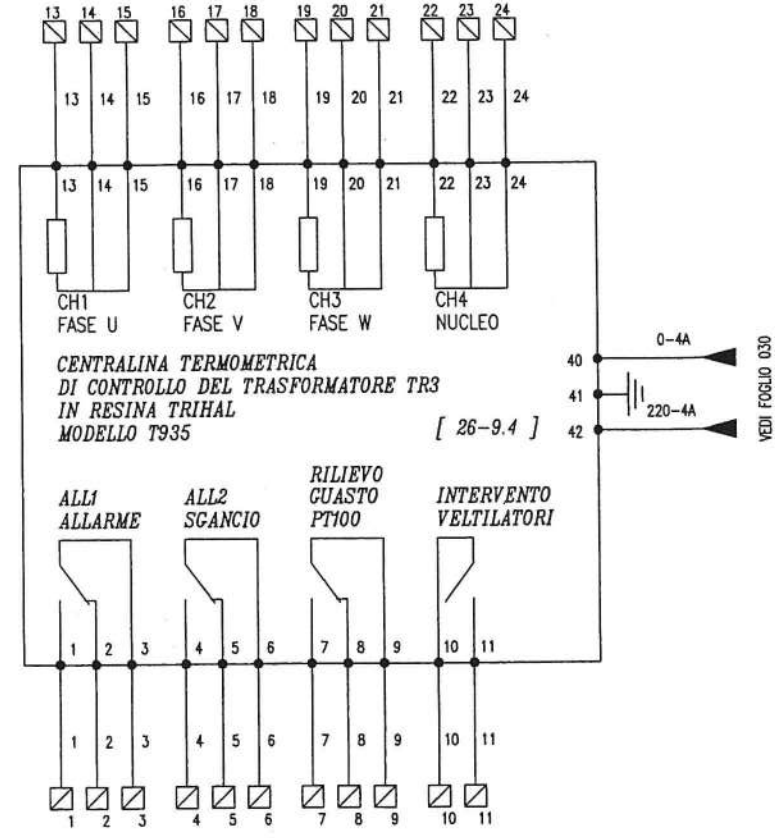 13 14 15 16 17 18 19 20 21 22 23 24
13 14 15 16 17 18 19 20 21 22 23 24
13 14 15 16 17 18 19 20 21 22 23 24
CH1 CH2 CH3 CH4
FASE U FASE V FASE W NUCLEO
CENTRALINA TERMOMETRICA
DI CONTROLLO DEL TRASFORMATORE TR3
IN RESINA TRIHAL
MODELLO T935
[ 26-9.4 ]
40 0-4A
41
42 220-4A
VEDI FOGLIO 030
ALL1
ALLARME
ALL2
SGANCIO
RILIEVO
GUASTO
PT100
INTERVENTO
VELTILATORI
1 2 3 4 5 6 7 8 9 10 11
1 2 3 4 5 6 7 8 9 10 11
1 2 3 4 5 6 7 8 9 10 11